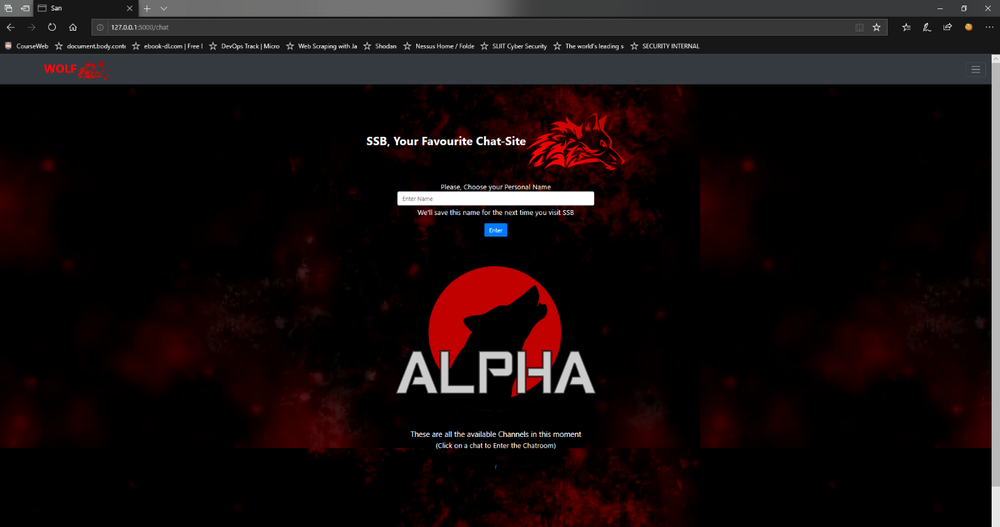 San
127.0.0.1:5000/chat
CourseWeb document.body.conte ebook-dl.com | Free I DevOps Track | Micro Web Scraping with Ja Shodan Nessus Home / Folde SLIIT Cyber Security The world's leading s SECURITY INTERNAL
WOLF
SSB, Your Favourite Chat-Site
Please, Choose your Personal Name
Enter Name
We'll save this name for the next time you visit SSB
Enter
ALPHA
These are all the available Channels in this moment
(Click on a chat to Enter the Chatroom)
f